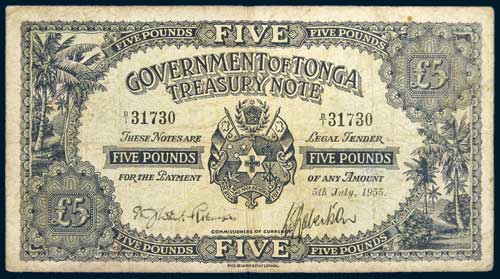 FIVE POUNDS FIVE FIVE POUNDS
£5
GOVERNMENT OF TONGA
TREASURY NOTE
B/1 31730 B/1 31730
THESE NOTES ARE LEGAL TENDER
FIVE POUNDS FIVE POUNDS
FOR THE PAYMENT OF ANY AMOUNT
5th July, 1955.
£5
COMMISSIONERS OF CURRENCY
FIVE POUNDS FIVE FIVE POUNDS